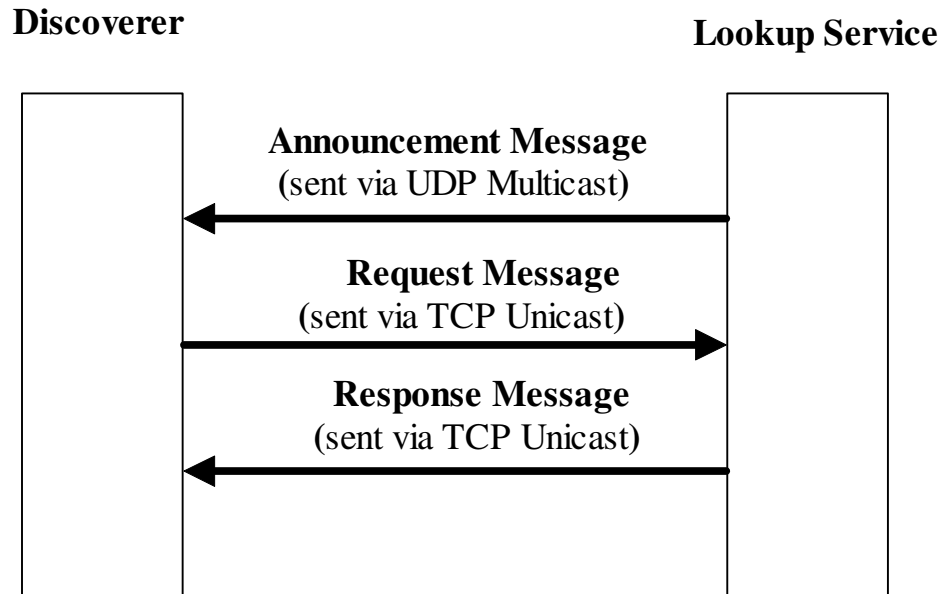 Discoverer
Lookup Service
Announcement Message
(sent via UDP Multicast)
Request Message
(sent via TCP Unicast)
Response Message
(sent via TCP Unicast)